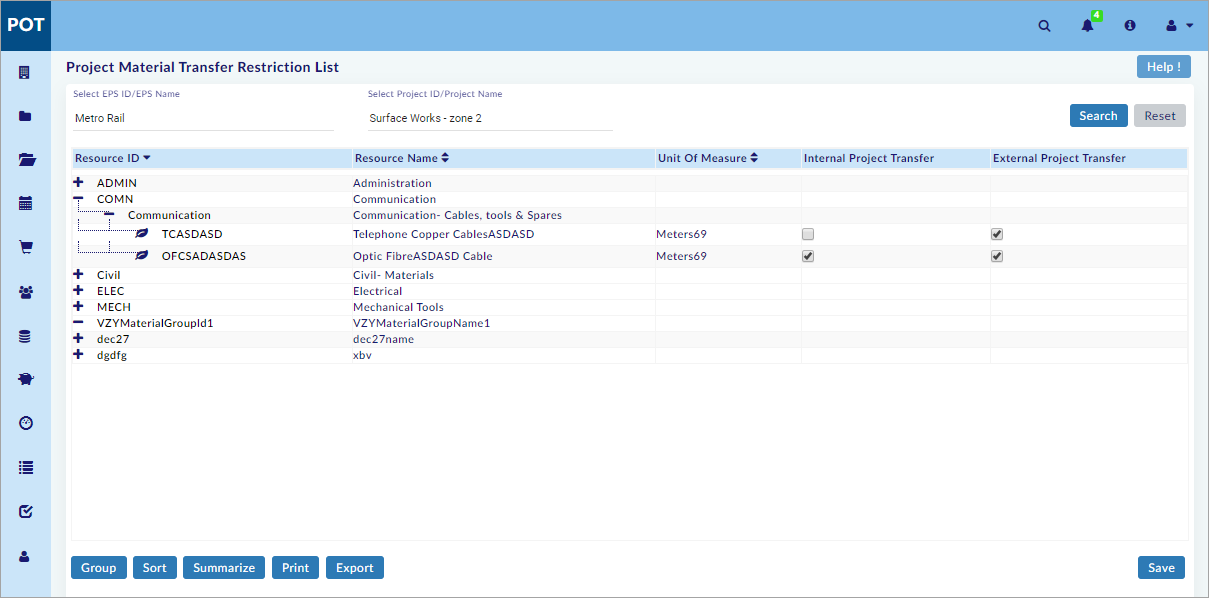 POT
4
Project Material Transfer Restriction List
Help !
Select EPS ID/EPS Name
Select Project ID/Project Name
Metro Rail
Surface Works - zone 2
Search
Reset
Resource ID Resource Name Unit Of Measure Internal Project Transfer External Project Transfer
ADMIN Administration
COMN Communication
Communication Communication- Cables, tools & Spares
TCASDASD Telephone Copper CablesASDASD Meters69
OFCSADASDAS Optic FibreASDASD Cable Meters69
Civil Civil- Materials
ELEC Electrical
MECH Mechanical Tools
VZYMaterialGroupId1 VZYMaterialGroupName1
dec27 dec27name
dgdfg xbv
Group Sort Summarize Print Export Save